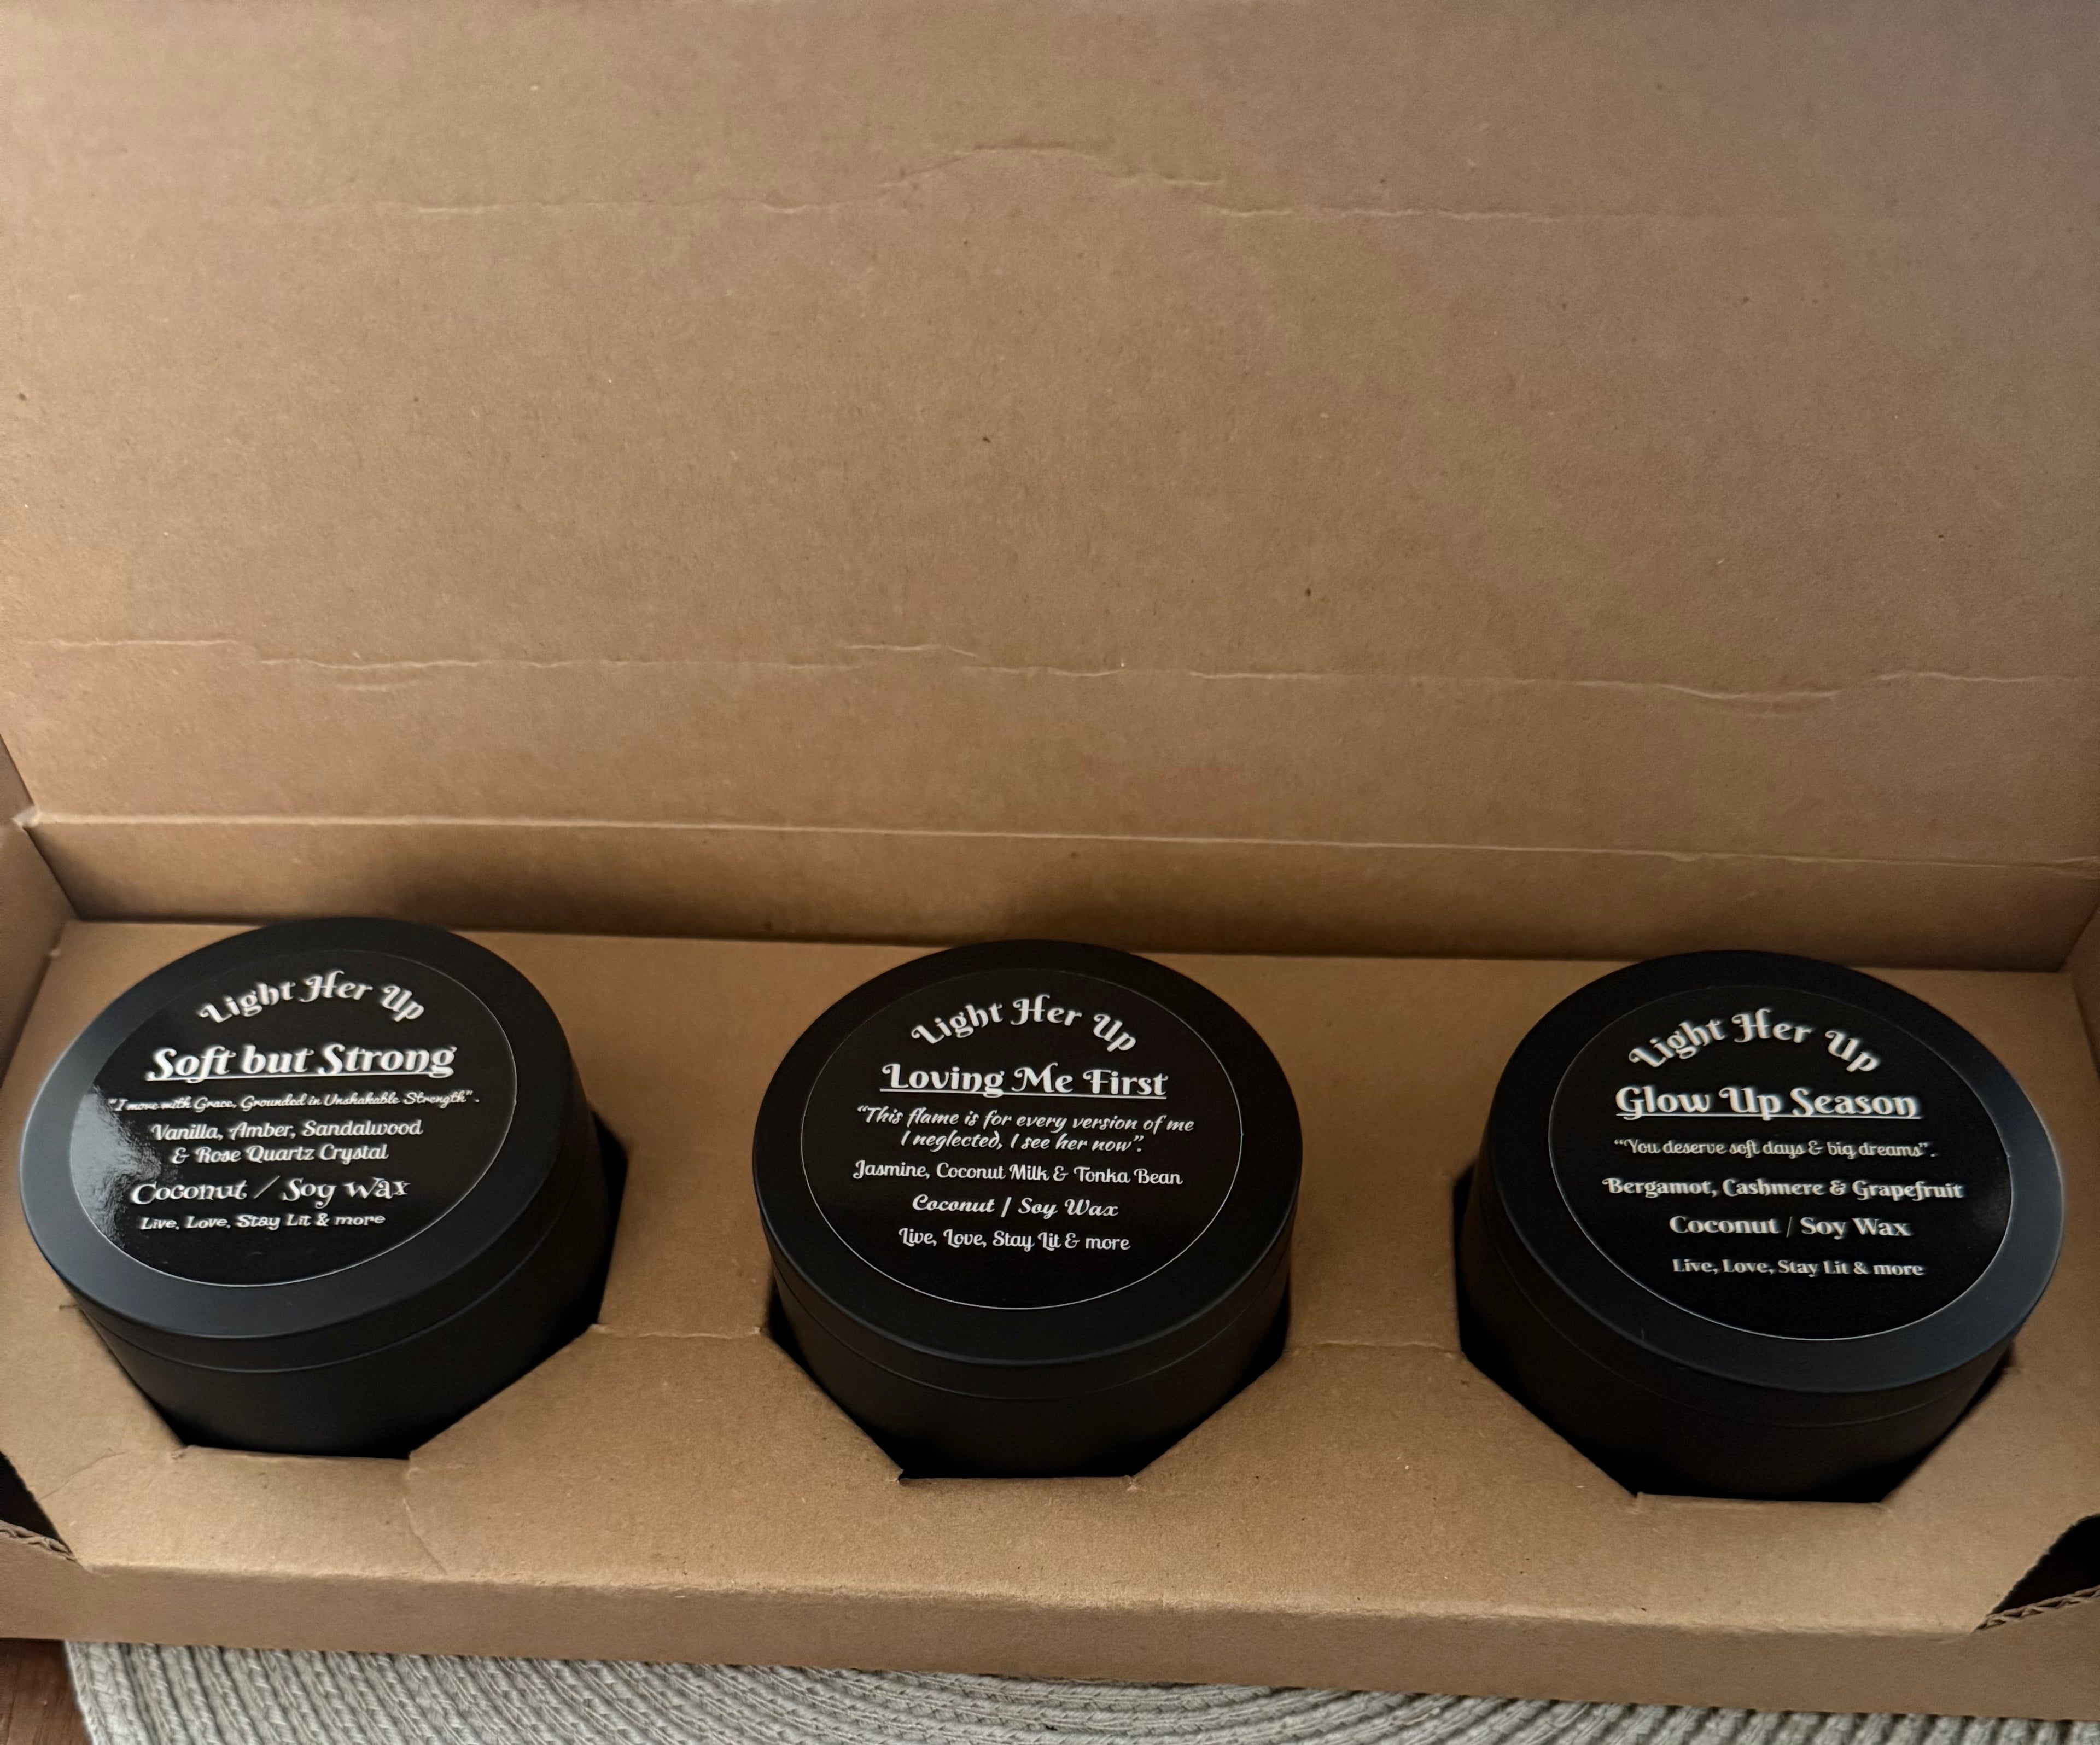 Light Her Up
Soft but Strong
"I move with Grace, Grounded in Unshakable Strength".
Vanilla, Amber, Sandalwood
& Rose Quartz Crystal
Coconut / Soy Wax
Live, Love, Stay Lit & more
Light Her Up
Loving Me First
"This flame is for every version of me
I neglected, I see her now".
Jasmine, Coconut Milk & Tonka Bean
Coconut / Soy Wax
Live, Love, Stay Lit & more
Light Her Up
Glow Up Season
"You deserve soft days & big dreams".
Bergamot, Cashmere & Grapefruit
Coconut / Soy Wax
Live, Love, Stay Lit & more